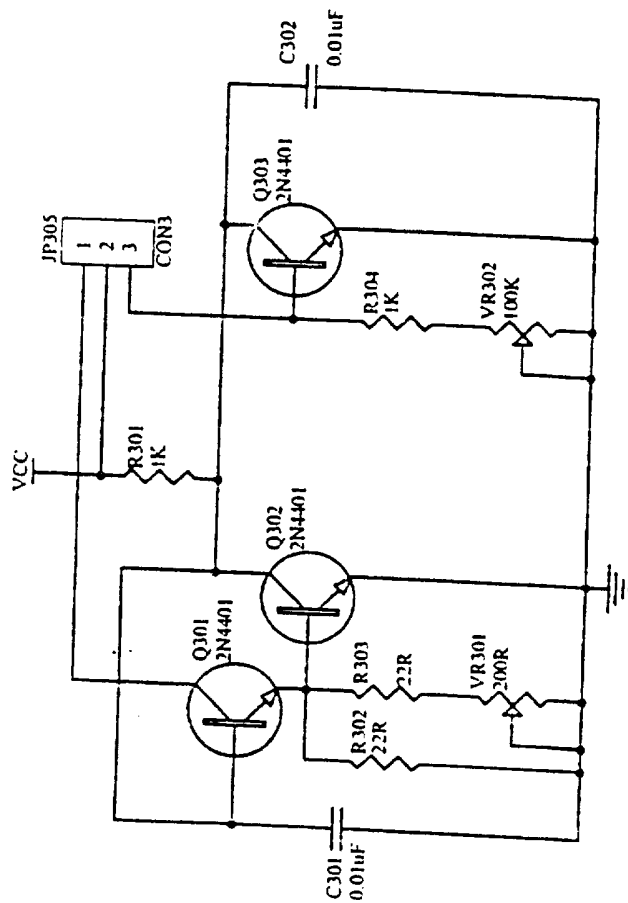 VCC
R301
1K
JP305
1
2
3
CON3
Q301
2N4401
Q302
2N4401
Q303
2N4401
C302
0.01uF
R302
22R
R303
22R
VR301
200R
R304
1K
VR302
100K
C301
0.01uF